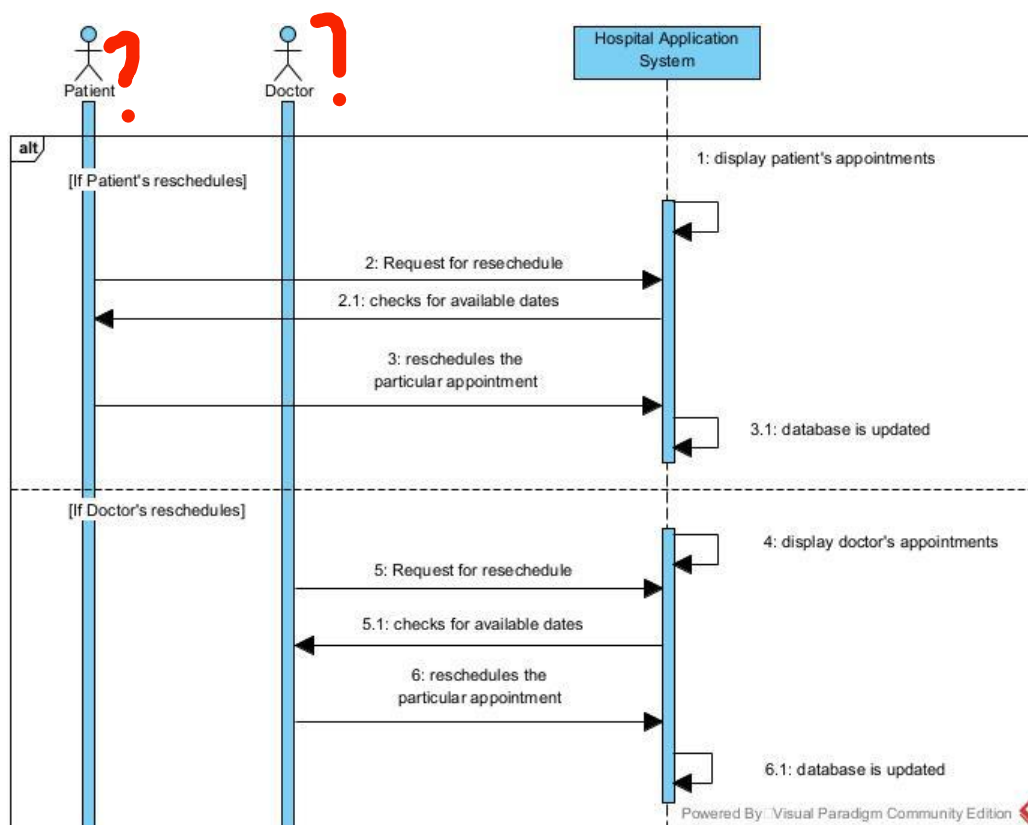 ?
?
Patient
Doctor
Hospital Application
System
alt
[If Patient's reschedules]
1: display patient's appointments
2: Request for resechedule
2.1: checks for available dates
3: reschedules the
particular appointment
3.1: database is updated
[If Doctor's reschedules]
4: display doctor's appointments
5: Request for resechedule
5.1: checks for available dates
6: reschedules the
particular appointment
6.1: database is updated
Powered By Visual Paradigm Community Edition